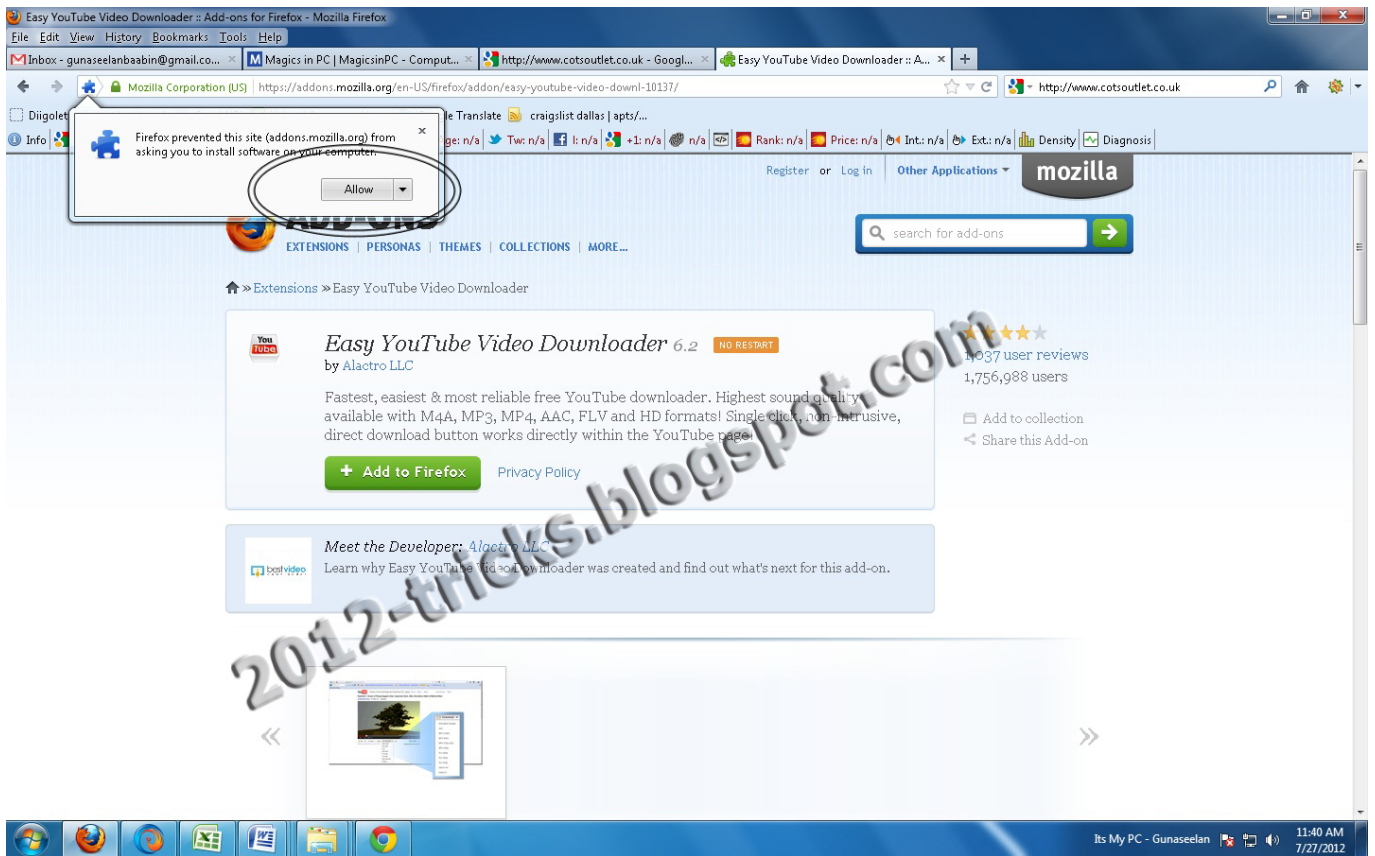 Easy YouTube Video Downloader :: Add-ons for Firefox - Mozilla Firefox
File Edit View History Bookmarks Tools Help
Inbox - gunaseelanbaabin@gmail.co...
Magics in PC | MagicsinPC - Comput...
http://www.cotsoutlet.co.uk - Googl...
Easy YouTube Video Downloader :: A...
Mozilla Corporation (US) https://addons.mozilla.org/en-US/firefox/addon/easy-youtube-video-downl-10137/
http://www.cotsoutlet.co.uk
Diigolet
le Translate craigslist dallas | apts/...
Info
ge: n/a Tw: n/a l: n/a +1: n/a n/a Rank: n/a Price: n/a Int.: n/a Ext.: n/a Density Diagnosis
Firefox prevented this site (addons.mozilla.org) from
asking you to install software on your computer.
Allow
Register or Log in Other Applications
mozilla
ADD-ONS
EXTENSIONS | PERSONAS | THEMES | COLLECTIONS | MORE...
search for add-ons
» Extensions » Easy YouTube Video Downloader
You
Tube
Easy YouTube Video Downloader 6.2 NO RESTART
by Alactro LLC
Fastest, easiest & most reliable free YouTube downloader. Highest sound quality
available with M4A, MP3, MP4, AAC, FLV and HD formats! Single click, non-intrusive,
direct download button works directly within the YouTube page!
+ Add to Firefox
Privacy Policy
1,037 user reviews
1,756,988 users
Add to collection
Share this Add-on
Meet the Developer: Alactro LLC
Learn why Easy YouTube Video Downloader was created and find out what's next for this add-on.
bestvideo
2012-tricks.blogspot.com
Its My PC - Gunaseelan
11:40 AM
7/27/2012